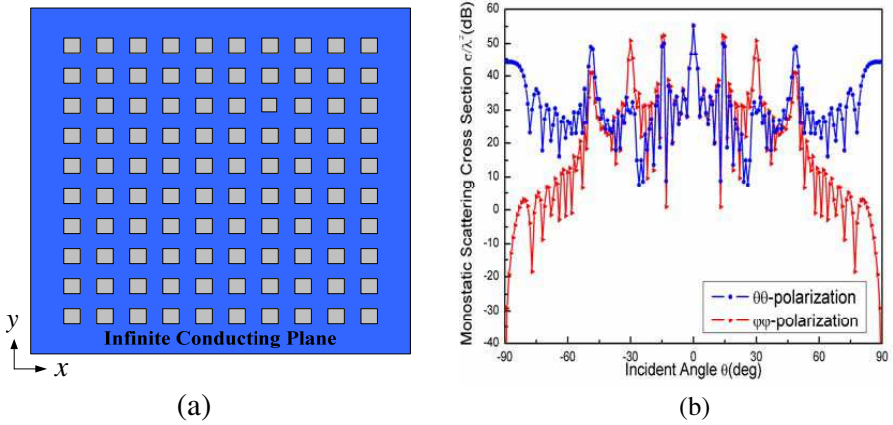 Infinite Conducting Plane
y
x
(a)
Monostatic Scattering Cross Section σ/λ²(dB)
60
50
40
30
20
10
0
-10
-20
-30
-40
θθ-polarization
φφ-polarization
-90 -60 -30 0 30 60 90
Incident Angle θ(deg)
(b)